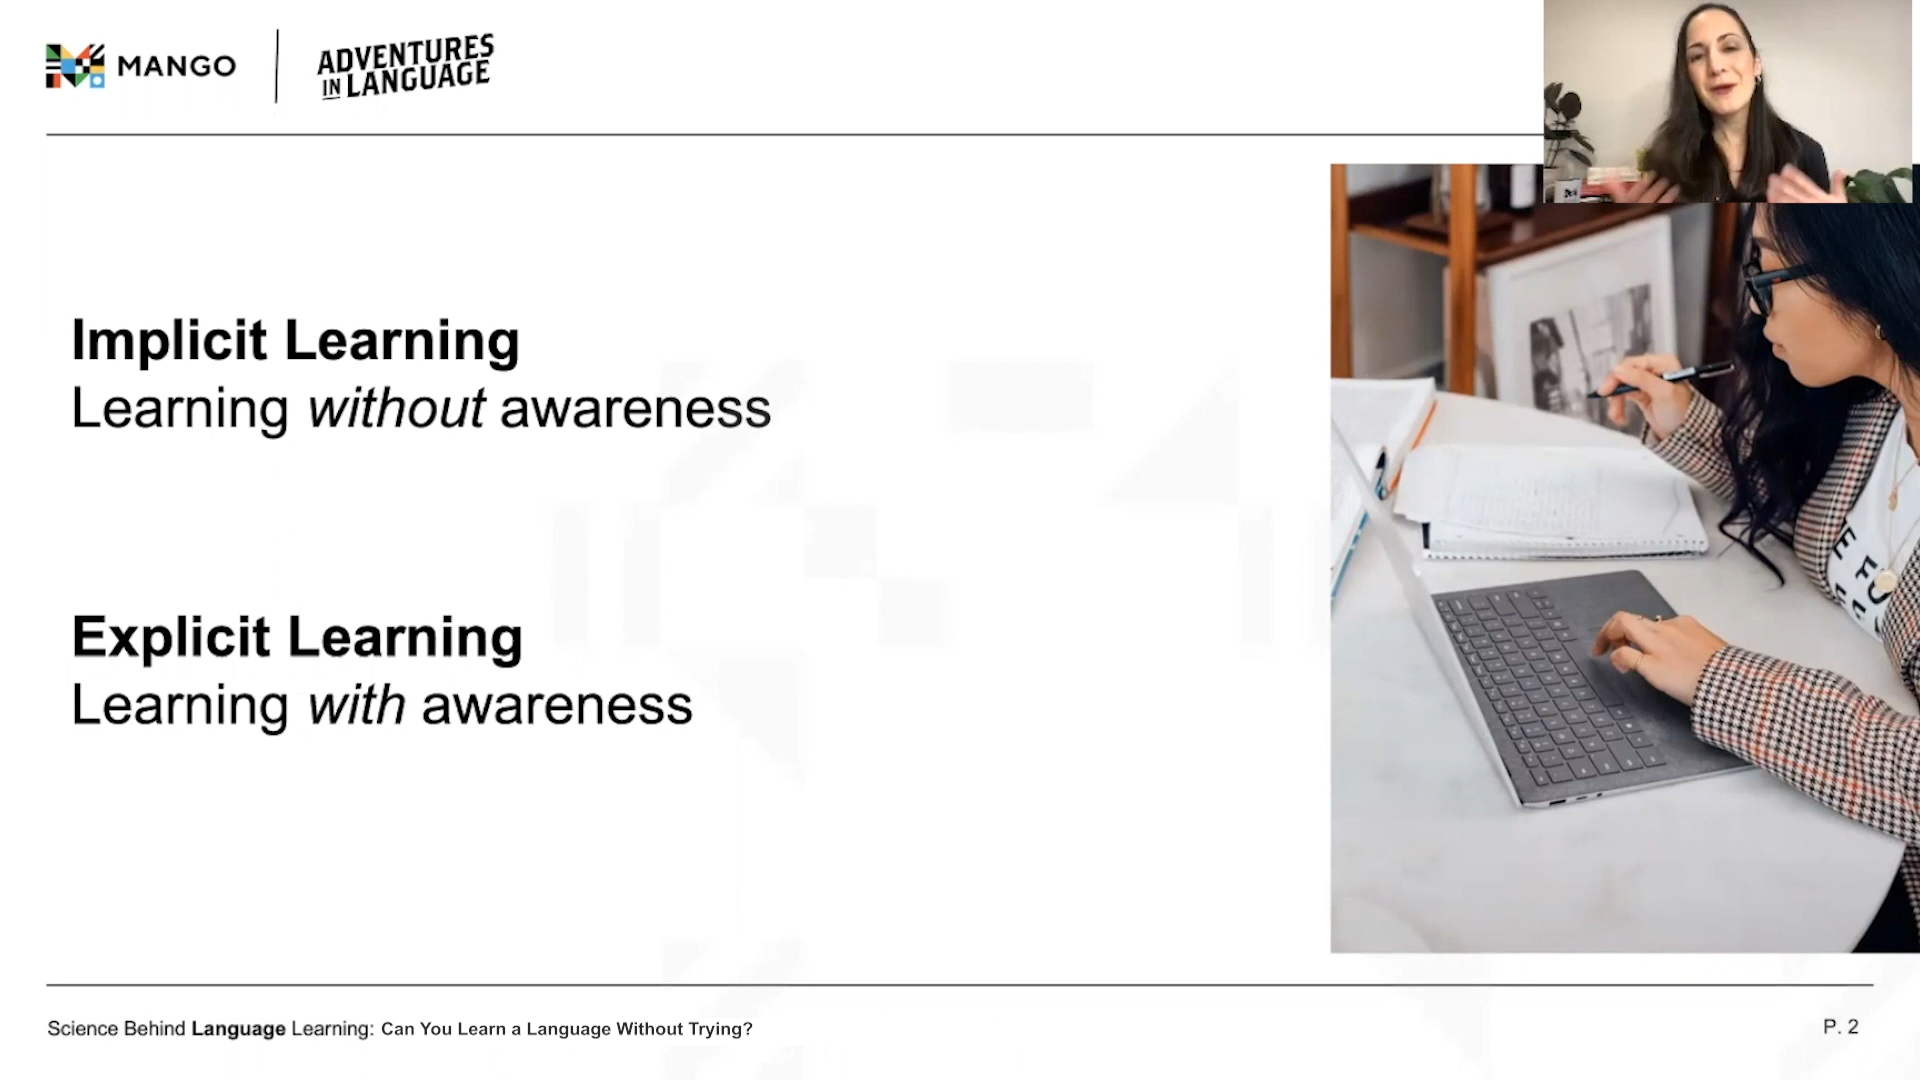 MANGO
ADVENTURES
IN LANGUAGE
Implicit Learning
Learning without awareness
Explicit Learning
Learning with awareness
Science Behind Language Learning: Can You Learn a Language Without Trying?
P. 2